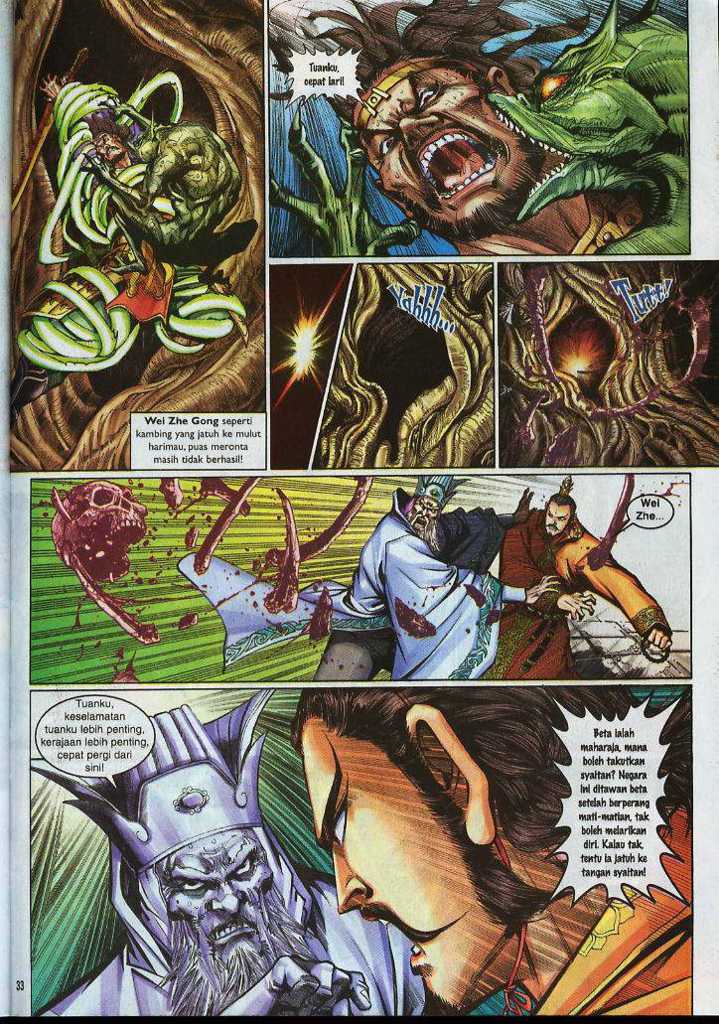 Wei Zhe Gong seperti
kambing yang jatuh ke mulut
harimau, puas meronta
masih tidak berhasil!
Tuanku,
cepat lari!
Yahhh...
Wei
Zhe...
Tuanku,
keselamatan
tuanku lebih penting,
kerajaan lebih penting,
cepat pergi dari
sini!
Beta ialah
maharaja, mana
boleh takutkan
syaitan? Negara
ini ditawan beta
setelah berperang
mati-matian, tak
boleh melarikan
diri. Kalau tak,
tentu ia jatuh ke
tangan syaitan!
33